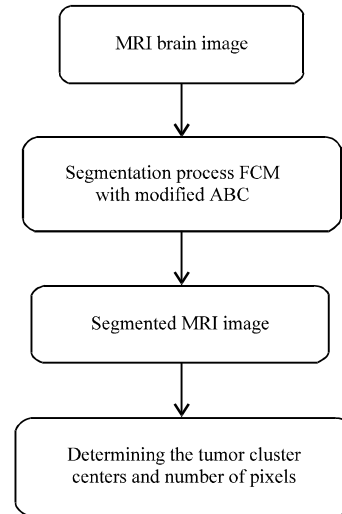 MRI brain image
Segmentation process FCM
with modified ABC
Segmented MRI image
Determining the tumor cluster
centers and number of pixels